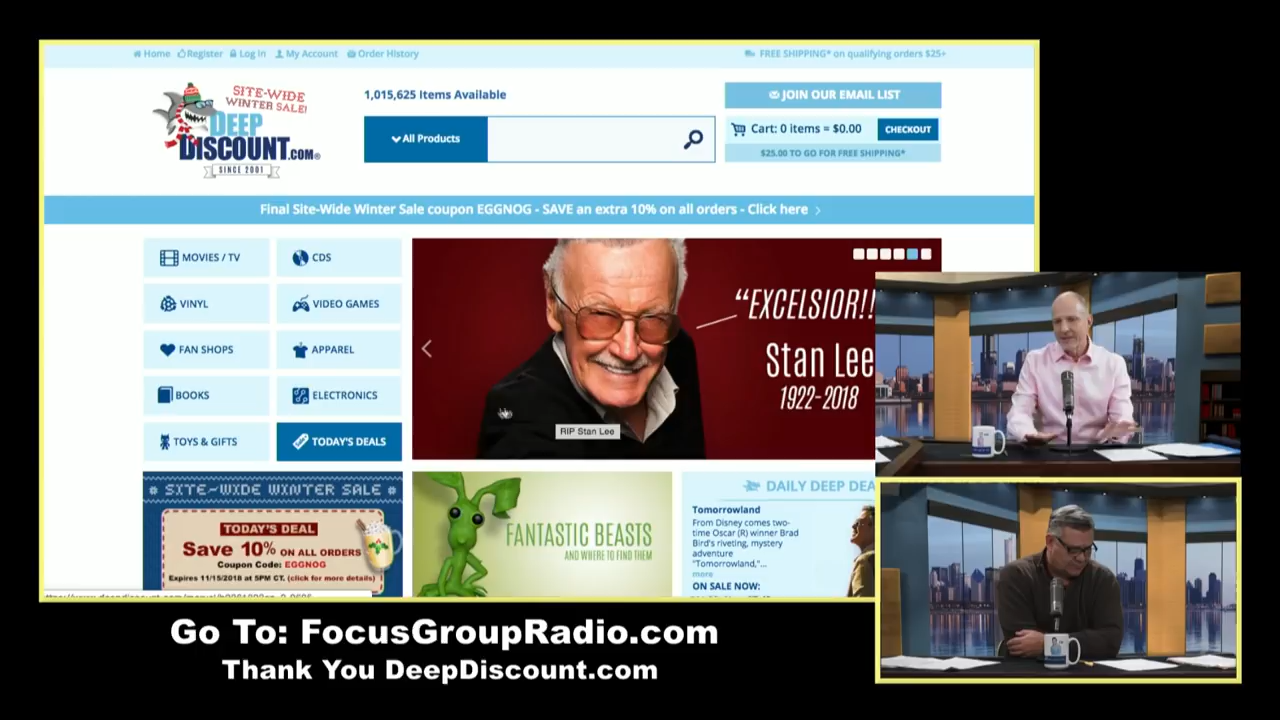 Home Register Log In My Account Order History
FREE SHIPPING* on qualifying orders $25+
SITE-WIDE
WINTER SALE!
DEEP
DISCOUNT.COM®
SINCE 2001
1,015,625 Items Available
All Products
JOIN OUR EMAIL LIST
Cart: 0 items = $0.00 CHECKOUT
$25.00 TO GO FOR FREE SHIPPING*
Final Site-Wide Winter Sale coupon EGGNOG - SAVE an extra 10% on all orders - Click here
MOVIES / TV
CDS
VINYL
VIDEO GAMES
FAN SHOPS
APPAREL
BOOKS
ELECTRONICS
TOYS & GIFTS
TODAY'S DEALS
“EXCELSIOR!!
Stan Lee
1922-2018
RIP Stan Lee
SITE-WIDE WINTER SALE
TODAY'S DEAL
Save 10% ON ALL ORDERS
Coupon Code: EGGNOG
Expires 11/15/2018 at 5PM CT. (click for more details)
FANTASTIC BEASTS
AND WHERE TO FIND THEM
DAILY DEEP DEA
Tomorrowland
From Disney comes two-
time Oscar (R) winner Brad
Bird's riveting, mystery
adventure
"Tomorrowland,"...
more
ON SALE NOW:
Go To: FocusGroupRadio.com
Thank You DeepDiscount.com